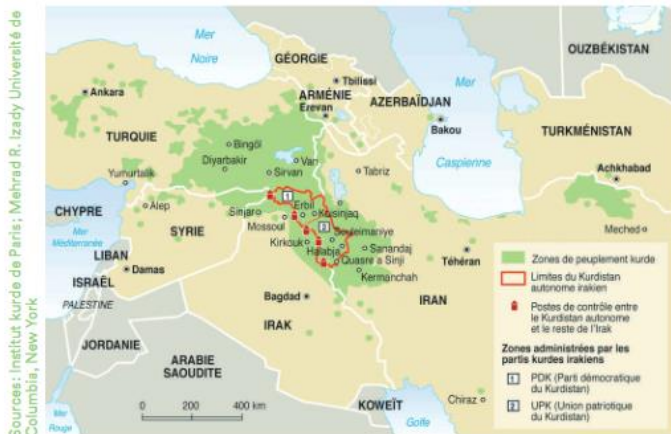 Sources: Institut kurde de Paris; Mehrad R. Izady Université de
Columbia, New York
Mer
Noire
GÉORGIE
Tbilissi
OUZBÉKISTAN
Ankara
ARMÉNIE
Erevan
AZERBAÏDJAN
Mer
Bakou
Caspienne
TURKMÉNISTAN
Achkhabad
TURQUIE
Bingöl
Diyarbakir
Van
Sirvan
Tabriz
Yumurtalik
CHYPRE
Mer
Méditerranée
Alep
SYRIE
Sinjar
Mossoul
1
Erbil
Koisinjaq
2
Souleimaniye
Kirkouk
Halabja
Sanandaj
Quasre a Sinji
Kermanchah
Téhéran
Meched
LIBAN
Damas
ISRAËL
PALESTINE
Bagdad
IRAK
IRAN
JORDANIE
ARABIE
SAOUDITE
KOWEÏT
Chiraz
Mer
Rouge
Golfe
0 200 400 km
Zones de peuplement kurde
Limites du Kurdistan
autonome irakien
Postes de contrôle entre
le Kurdistan autonome
et le reste de l'Irak
Zones administrées par les
partis kurdes irakiens
1 PDK (Parti démocratique
du Kurdistan)
2 UPK (Union patriotique
du Kurdistan)